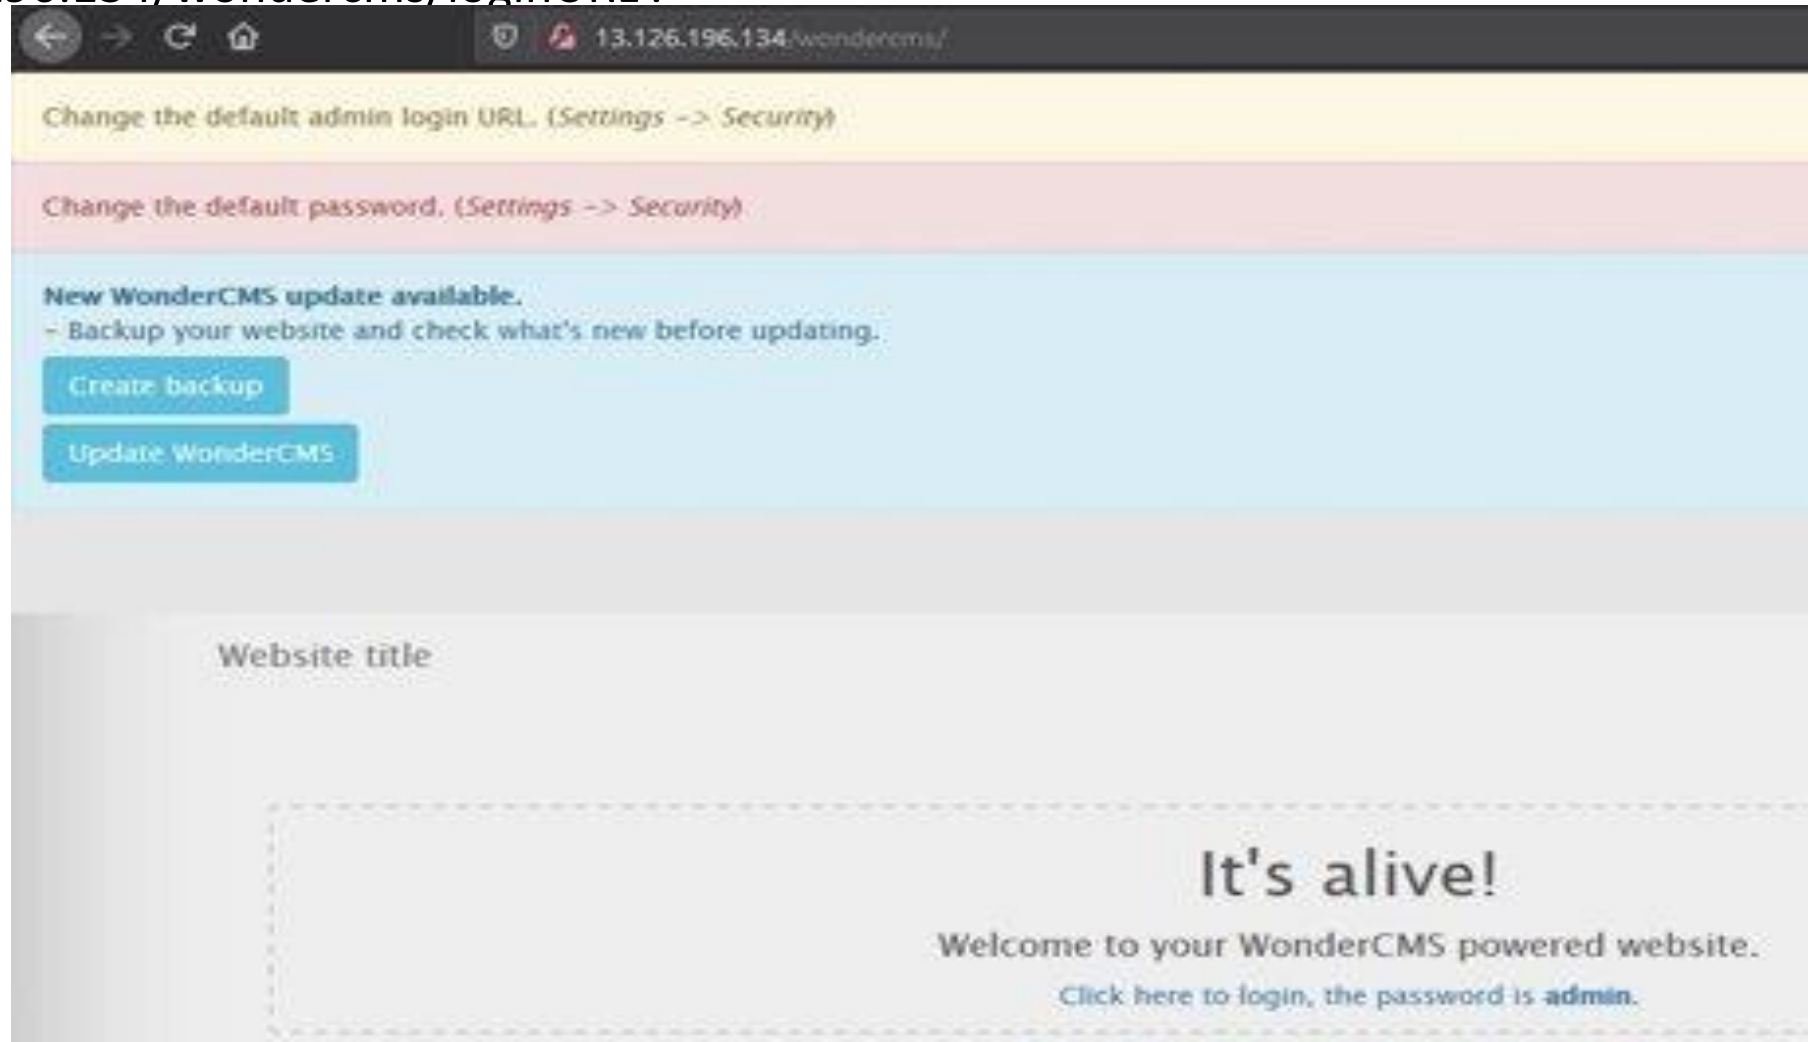 /wondercms/loginURL
13.126.196.134/wondercms/
Change the default admin login URL. (Settings -> Security)
Change the default password. (Settings -> Security)
New WonderCMS update available.
- Backup your website and check what's new before updating.
Create backup
Update WonderCMS
Website title
It's alive!
Welcome to your WonderCMS powered website.
Click here to login, the password is admin.